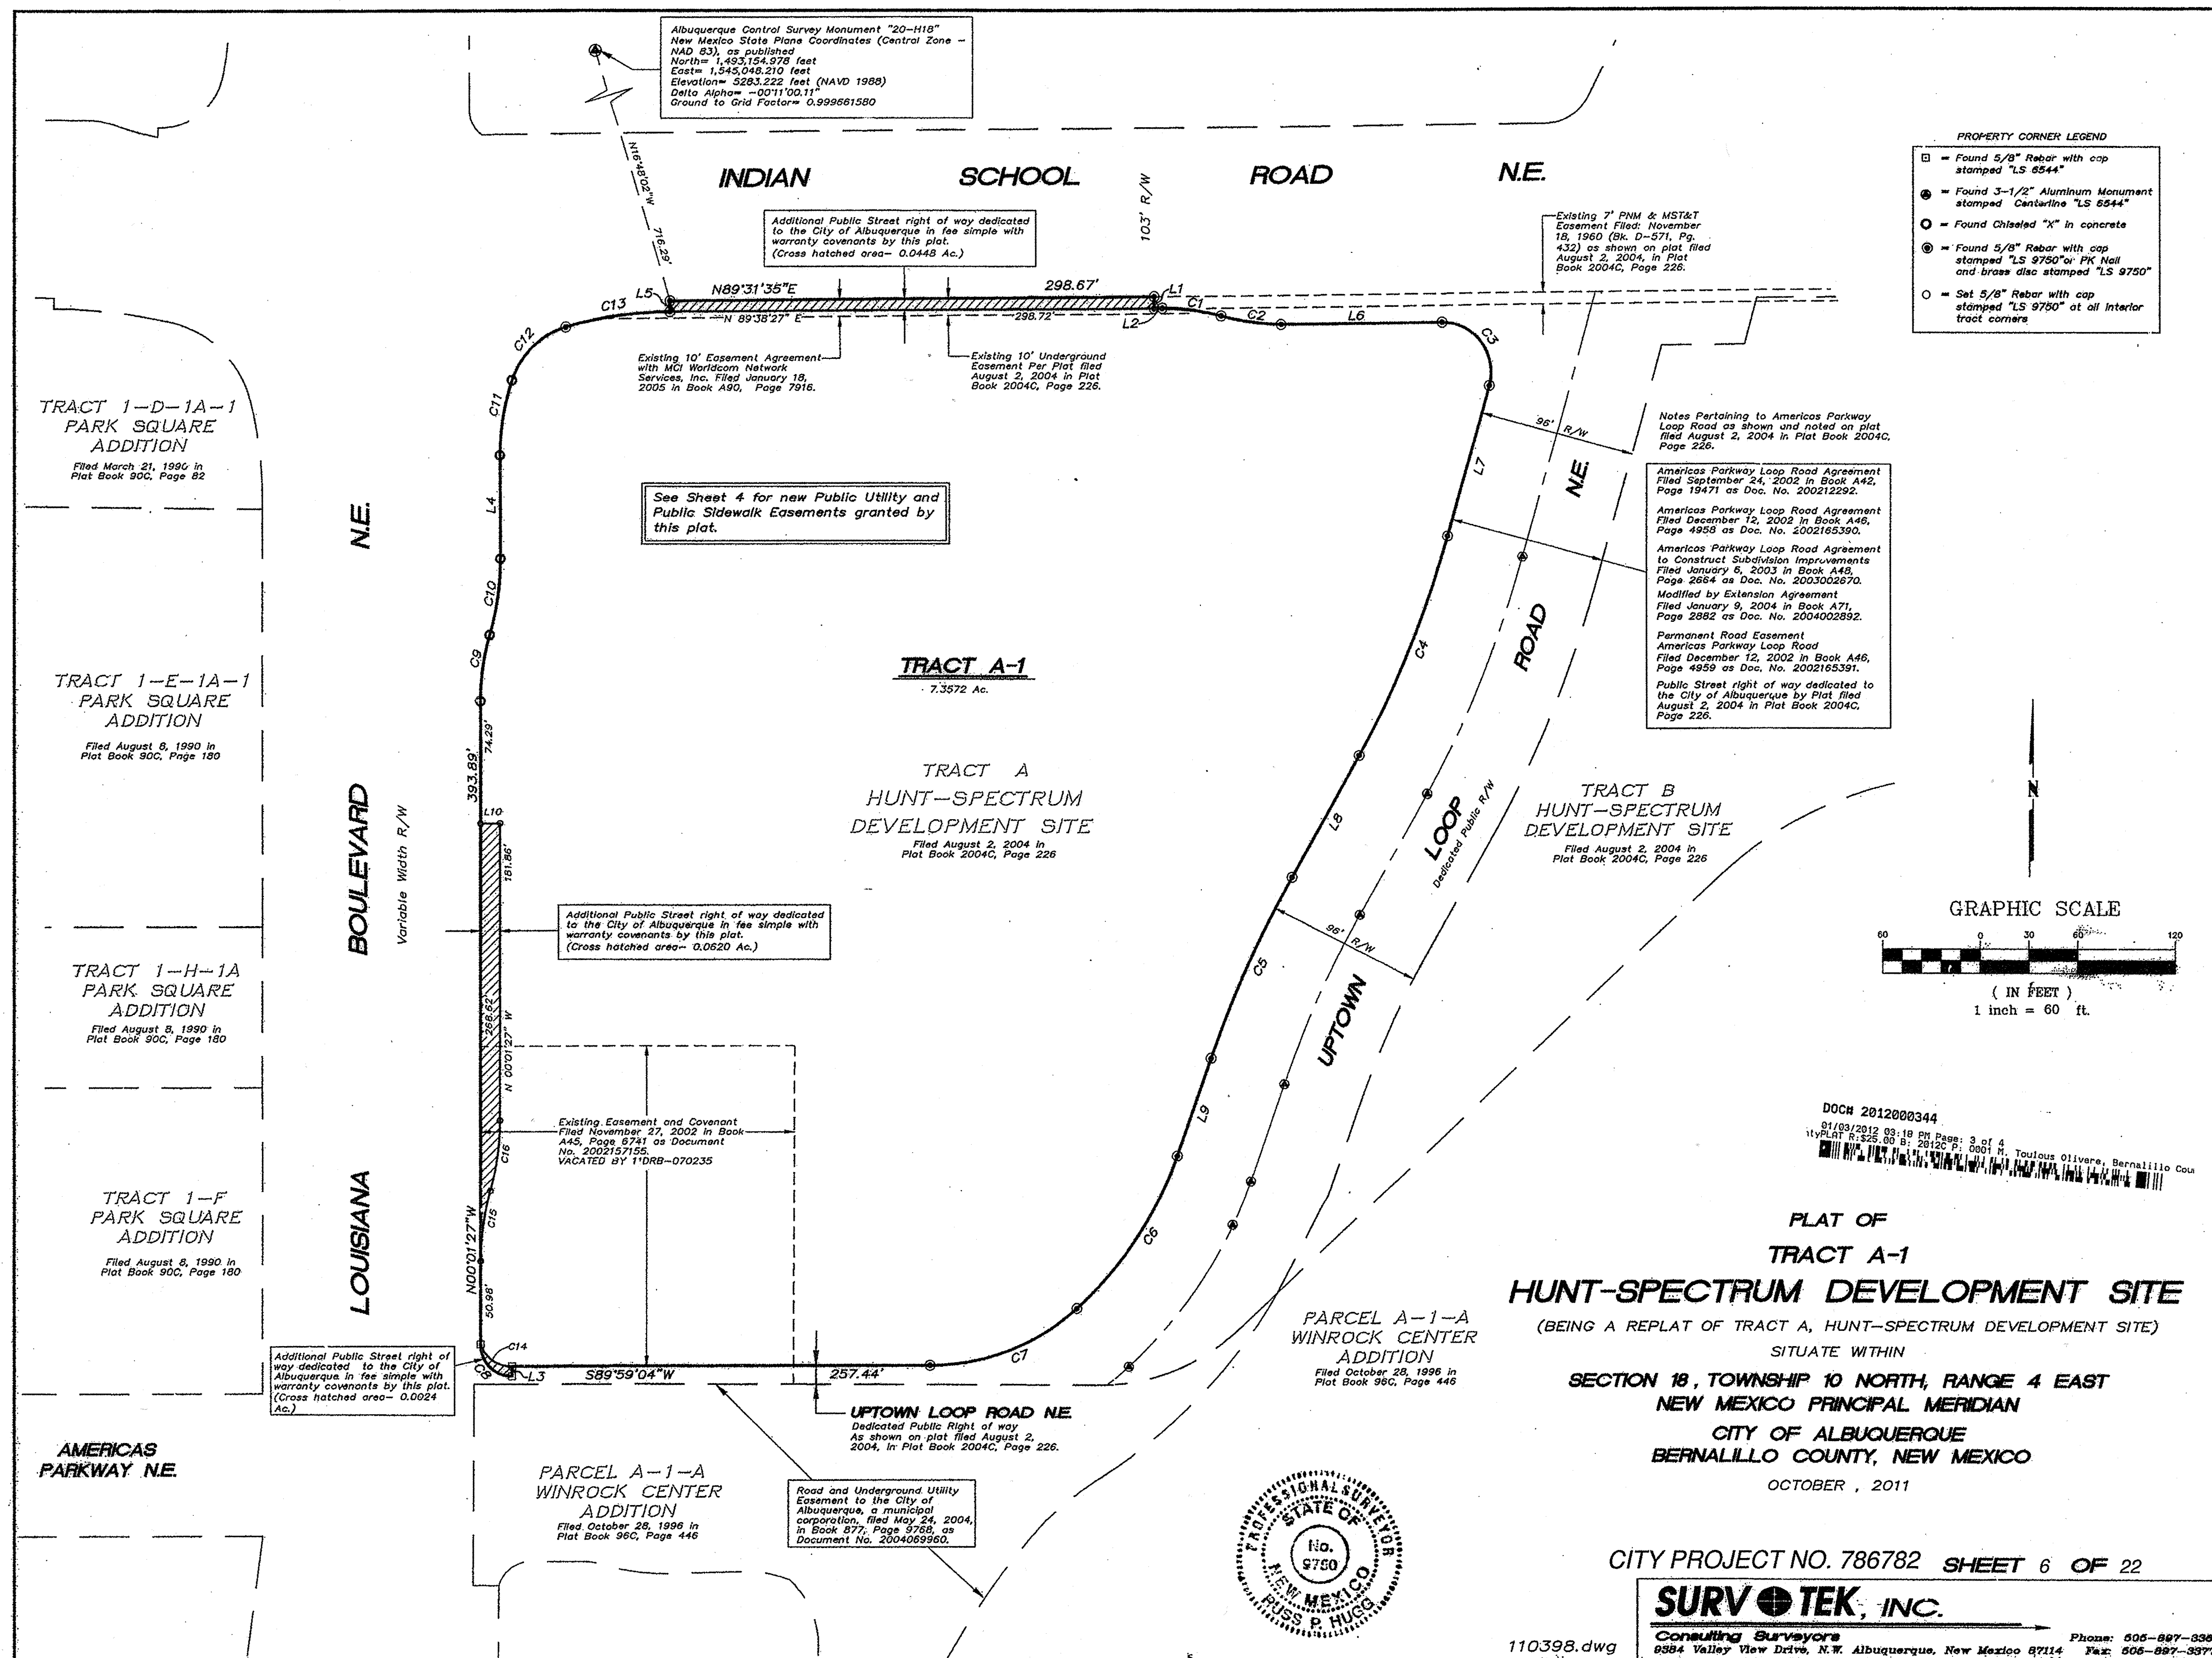 Albuquerque Control Survey Monument "20-H18"
New Mexico State Plane Coordinates (Central Zone -
NAD 83), as published
North= 1,493,154.978 feet
East= 1,545,048.210 feet
Elevation= 5283.222 feet (NAVD 1988)
Delta Alpha= -00°11'00.11"
Ground to Grid Factor= 0.999661580
N16°48'02"W
716.29'
INDIAN SCHOOL ROAD N.E.
103' R/W
PROPERTY CORNER LEGEND
= Found 5/8" Rebar with cap
stamped "LS 6544"
= Found 3-1/2" Aluminum Monument
stamped Centerline "LS 6544"
= Found Chiseled "X" in concrete
= Found 5/8" Rebar with cap
stamped "LS 9750" or PK Nail
and brass disc stamped "LS 9750"
= Set 5/8" Rebar with cap
stamped "LS 9750" at all interior
tract corners
Additional Public Street right of way dedicated
to the City of Albuquerque in fee simple with
warranty covenants by this plat.
(Cross hatched area- 0.0448 Ac.)
Existing 7' PNM & MST&T
Easement Filed: November
18, 1960 (Bk. D-571, Pg.
432) as shown on plat filed
August 2, 2004, in Plat
Book 2004C, Page 226.
L5
N89°31'35"E
298.67'
L1
C13
N 89°38'27" E
298.72'
L2
C1
C2
L6
C3
C12
C11
L4
C10
C9
Existing 10' Easement Agreement
with MCI Worldcom Network
Services, Inc. Filed January 18,
2005 in Book A90, Page 7916.
Existing 10' Underground
Easement Per Plat filed
August 2, 2004 in Plat
Book 2004C, Page 226.
TRACT 1-D-1A-1
PARK SQUARE
ADDITION
Filed March 21, 1990 in
Plat Book 90C, Page 82
N.E.
See Sheet 4 for new Public Utility and
Public Sidewalk Easements granted by
this plat.
96' R/W
L7
N.E.
Notes Pertaining to Americas Parkway
Loop Road as shown and noted on plat
filed August 2, 2004 in Plat Book 2004C,
Page 226.
Americas Parkway Loop Road Agreement
Filed September 24, 2002 in Book A42,
Page 19471 as Doc. No. 200212292.
Americas Parkway Loop Road Agreement
Filed December 12, 2002 in Book A46,
Page 4958 as Doc. No. 2002165390.
Americas Parkway Loop Road Agreement
to Construct Subdivision Improvements
Filed January 6, 2003 in Book A48,
Page 2664 as Doc. No. 2003002670.
Modified by Extension Agreement
Filed January 9, 2004 in Book A71,
Page 2882 as Doc. No. 2004002892.
Permanent Road Easement
Americas Parkway Loop Road
Filed December 12, 2002 in Book A46,
Page 4959 as Doc. No. 2002165391.
Public Street right of way dedicated to
the City of Albuquerque by Plat filed
August 2, 2004 in Plat Book 2004C,
Page 226.
TRACT 1-E-1A-1
PARK SQUARE
ADDITION
Filed August 8, 1990 in
Plat Book 90C, Page 180
TRACT A-1
7.3572 Ac.
C4
ROAD
74.29'
393.89'
L10
181.86'
BOULEVARD
Variable Width R/W
TRACT A
HUNT-SPECTRUM
DEVELOPMENT SITE
Filed August 2, 2004 in
Plat Book 2004C, Page 226
L8
LOOP
Dedicated Public R/W
TRACT B
HUNT-SPECTRUM
DEVELOPMENT SITE
Filed August 2, 2004 in
Plat Book 2004C, Page 226
N
Additional Public Street right of way dedicated
to the City of Albuquerque in fee simple with
warranty covenants by this plat.
(Cross hatched area- 0.0620 Ac.)
96' R/W
C5
UPTOWN
GRAPHIC SCALE
60 0 30 60 120
( IN FEET )
1 inch = 60 ft.
TRACT 1-H-1A
PARK SQUARE
ADDITION
Filed August 8, 1990 in
Plat Book 90C, Page 180
268.62'
N 00°01'27" W
L9
Existing Easement and Covenant
Filed November 27, 2002 in Book
A45, Page 6741 as Document
No. 2002157155.
VACATED BY 11DRB-070235
C16
C15
DOC# 2012000344
01/03/2012 03:18 PM Page: 3 of 4
tyPLAT R:$25.00 B: 2012C P: 0001 M. Toulous Olivere, Bernalillo Cou
TRACT 1-F
PARK SQUARE
ADDITION
Filed August 8, 1990 in
Plat Book 90C, Page 180
LOUISIANA
N00°01'27"W
50.98'
C6
C7
C14
C8
L3
S89°59'04"W
257.44'
Additional Public Street right of
way dedicated to the City of
Albuquerque in fee simple with
warranty covenants by this plat.
(Cross hatched area- 0.0024
Ac.)
PARCEL A-1-A
WINROCK CENTER
ADDITION
Filed October 28, 1996 in
Plat Book 96C, Page 446
UPTOWN LOOP ROAD N.E.
Dedicated Public Right of way
As shown on plat filed August 2,
2004, In Plat Book 2004C, Page 226.
AMERICAS
PARKWAY N.E.
PARCEL A-1-A
WINROCK CENTER
ADDITION
Filed October 28, 1996 in
Plat Book 96C, Page 446
Road and Underground Utility
Easement to the City of
Albuquerque, a municipal
corporation, filed May 24, 2004,
in Book 877, Page 9768, as
Document No. 2004069960.
PROFESSIONAL SURVEYOR
STATE OF
No.
9750
NEW MEXICO
RUSS P. HUGG
PLAT OF
TRACT A-1
HUNT-SPECTRUM DEVELOPMENT SITE
(BEING A REPLAT OF TRACT A, HUNT-SPECTRUM DEVELOPMENT SITE)
SITUATE WITHIN
SECTION 18, TOWNSHIP 10 NORTH, RANGE 4 EAST
NEW MEXICO PRINCIPAL MERIDIAN
CITY OF ALBUQUERQUE
BERNALILLO COUNTY, NEW MEXICO
OCTOBER , 2011
CITY PROJECT NO. 786782 SHEET 6 OF 22
SURV TEK, INC.
Consulting Surveyors
9384 Valley View Drive, N.W. Albuquerque, New Mexico 87114
Phone: 505-897-336
Fax: 505-897-3377
110398.dwg